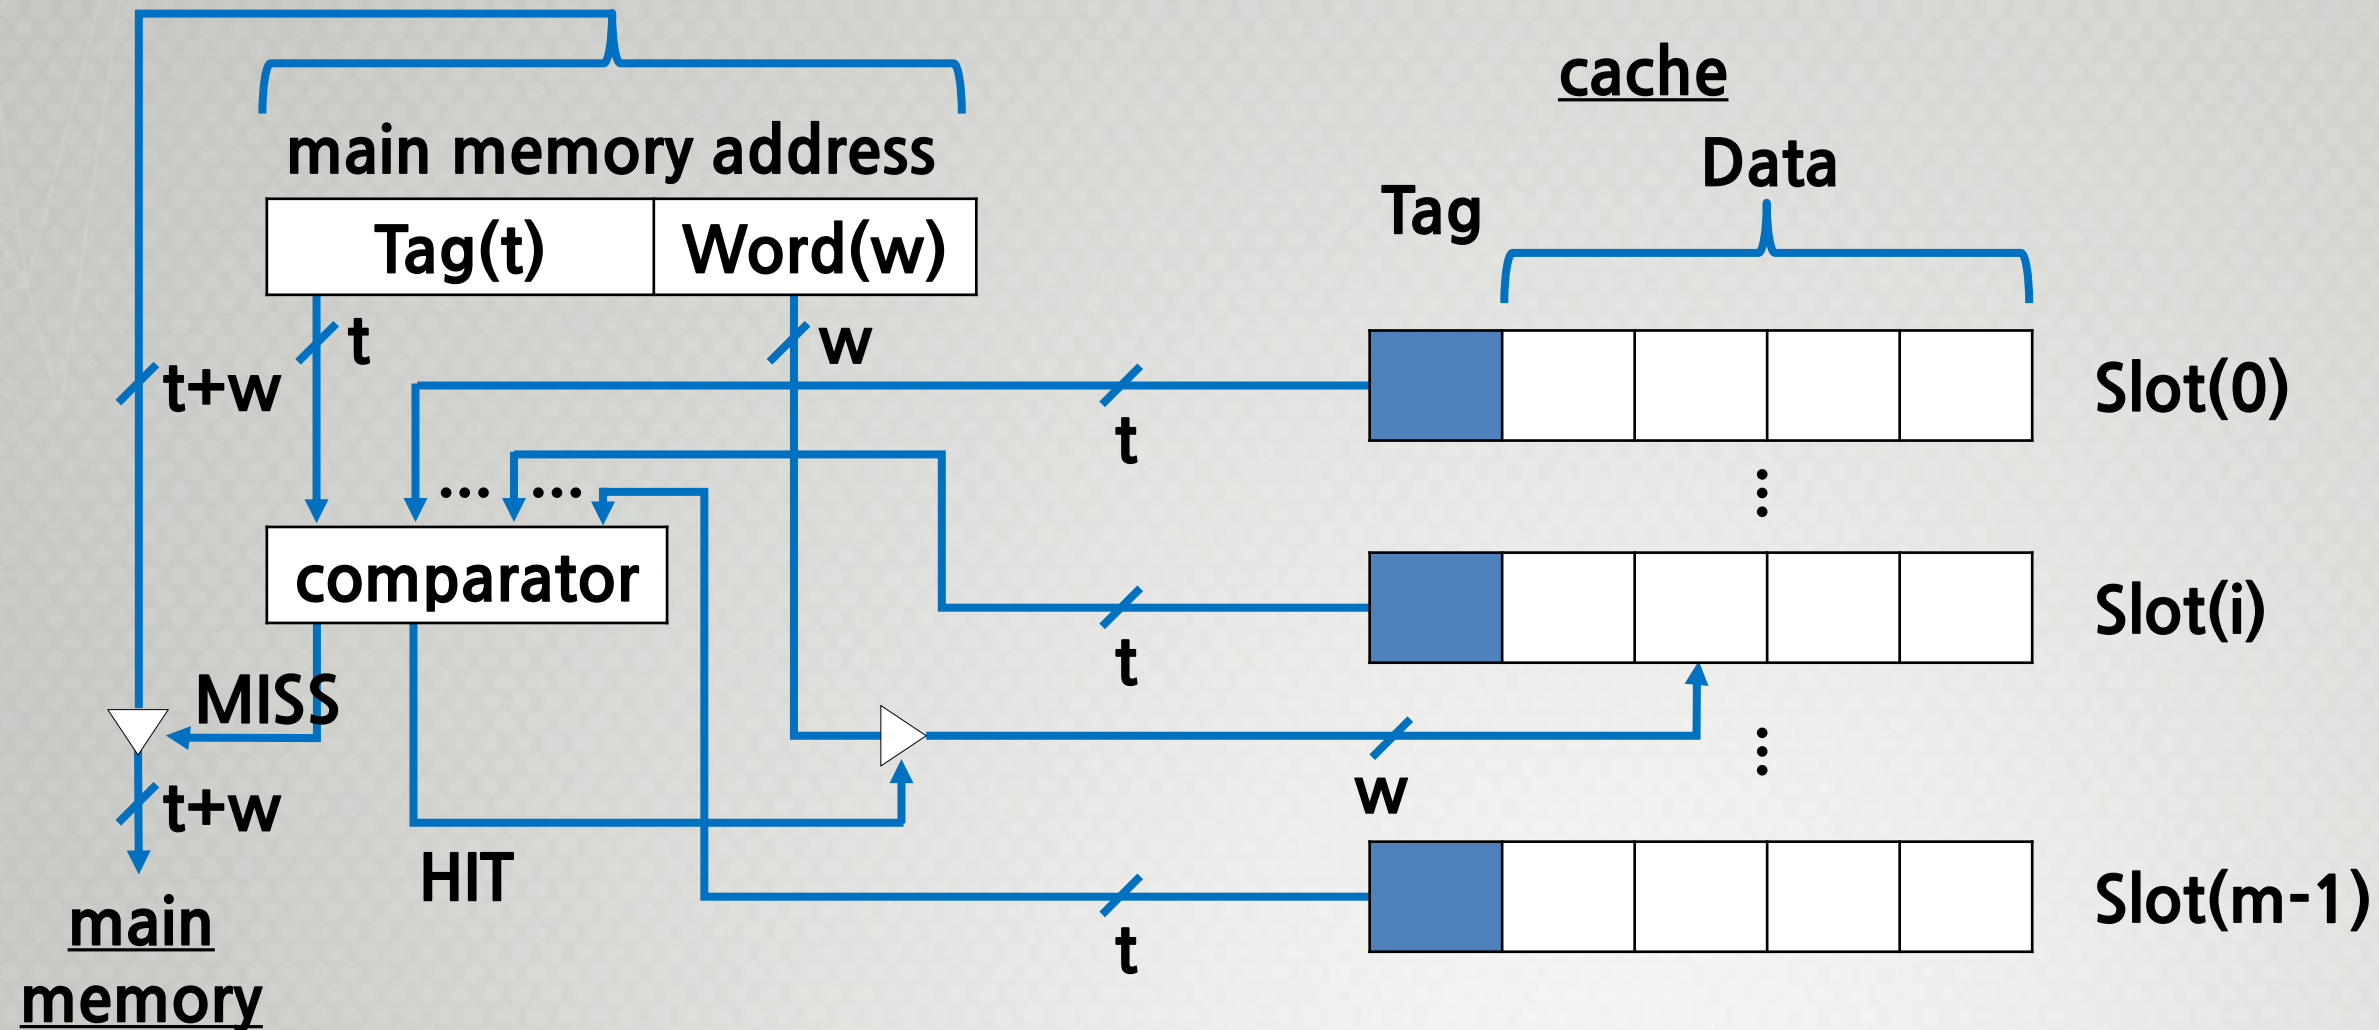 cache
main memory address
Data
Tag
Tag(t) Word(w)
t
w
t+w
t
Slot(0)
... ...
⋮
comparator
t
Slot(i)
MISS
w
⋮
t+w
HIT
t
Slot(m-1)
main
memory